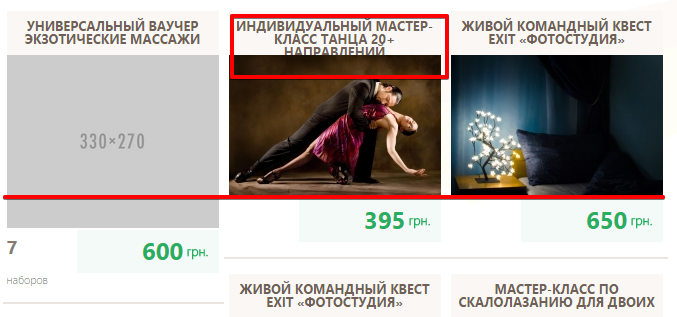 УНИВЕРСАЛЬНЫЙ ВАУЧЕР
ЭКЗОТИЧЕСКИЕ МАССАЖИ
330×270
7
600 грн.
наборов
ИНДИВИДУАЛЬНЫЙ МАСТЕР-
КЛАСС ТАНЦА 20+
НАПРАВЛЕНИЙ
395 грн.
ЖИВОЙ КОМАНДНЫЙ КВЕСТ
EXIT «ФОТОСТУДИЯ»
650 грн.
ЖИВОЙ КОМАНДНЫЙ КВЕСТ
EXIT «ФОТОСТУДИЯ»
МАСТЕР-КЛАСС ПО
СКАЛОЛАЗАНИЮ ДЛЯ ДВОИХ